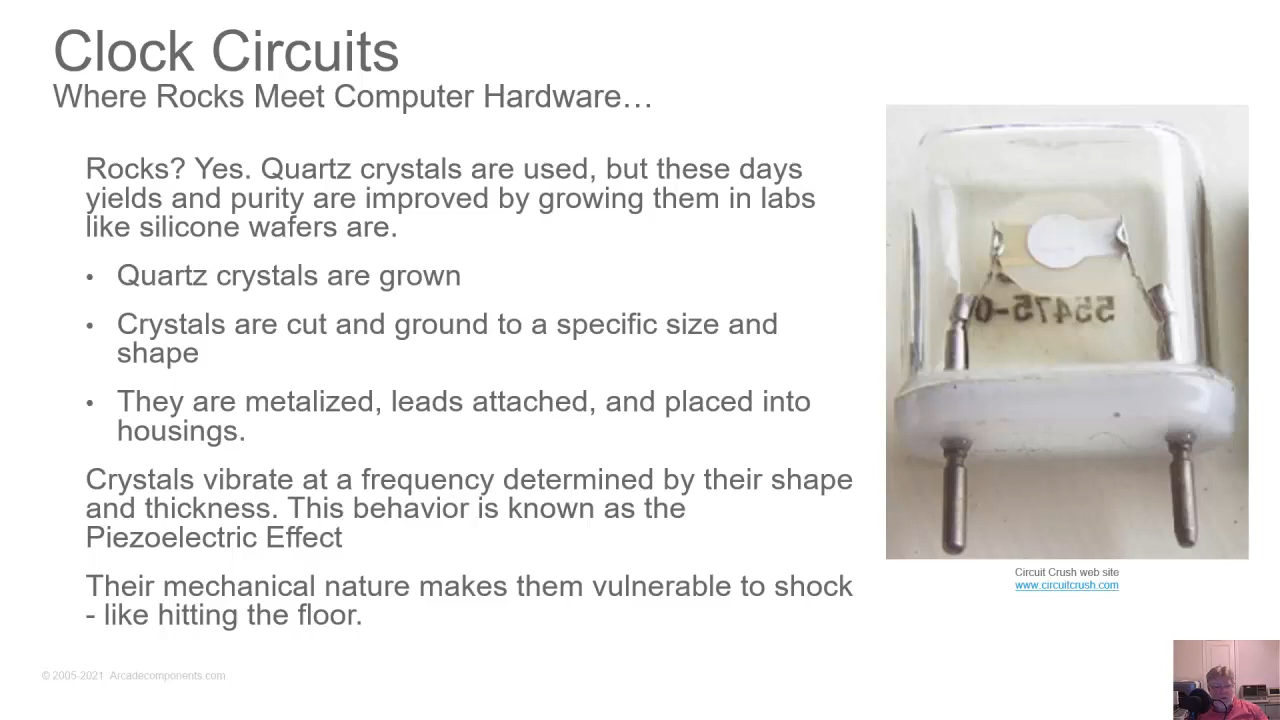 Clock Circuits
Where Rocks Meet Computer Hardware…
Rocks? Yes. Quartz crystals are used, but these days
yields and purity are improved by growing them in labs
like silicone wafers are.
• Quartz crystals are grown
• Crystals are cut and ground to a specific size and
shape
• They are metalized, leads attached, and placed into
housings.
Crystals vibrate at a frequency determined by their shape
and thickness. This behavior is known as the
Piezoelectric Effect
Their mechanical nature makes them vulnerable to shock
- like hitting the floor.
55475-0
Circuit Crush web site
www.circuitcrush.com
© 2005-2021 Arcadecomponents.com